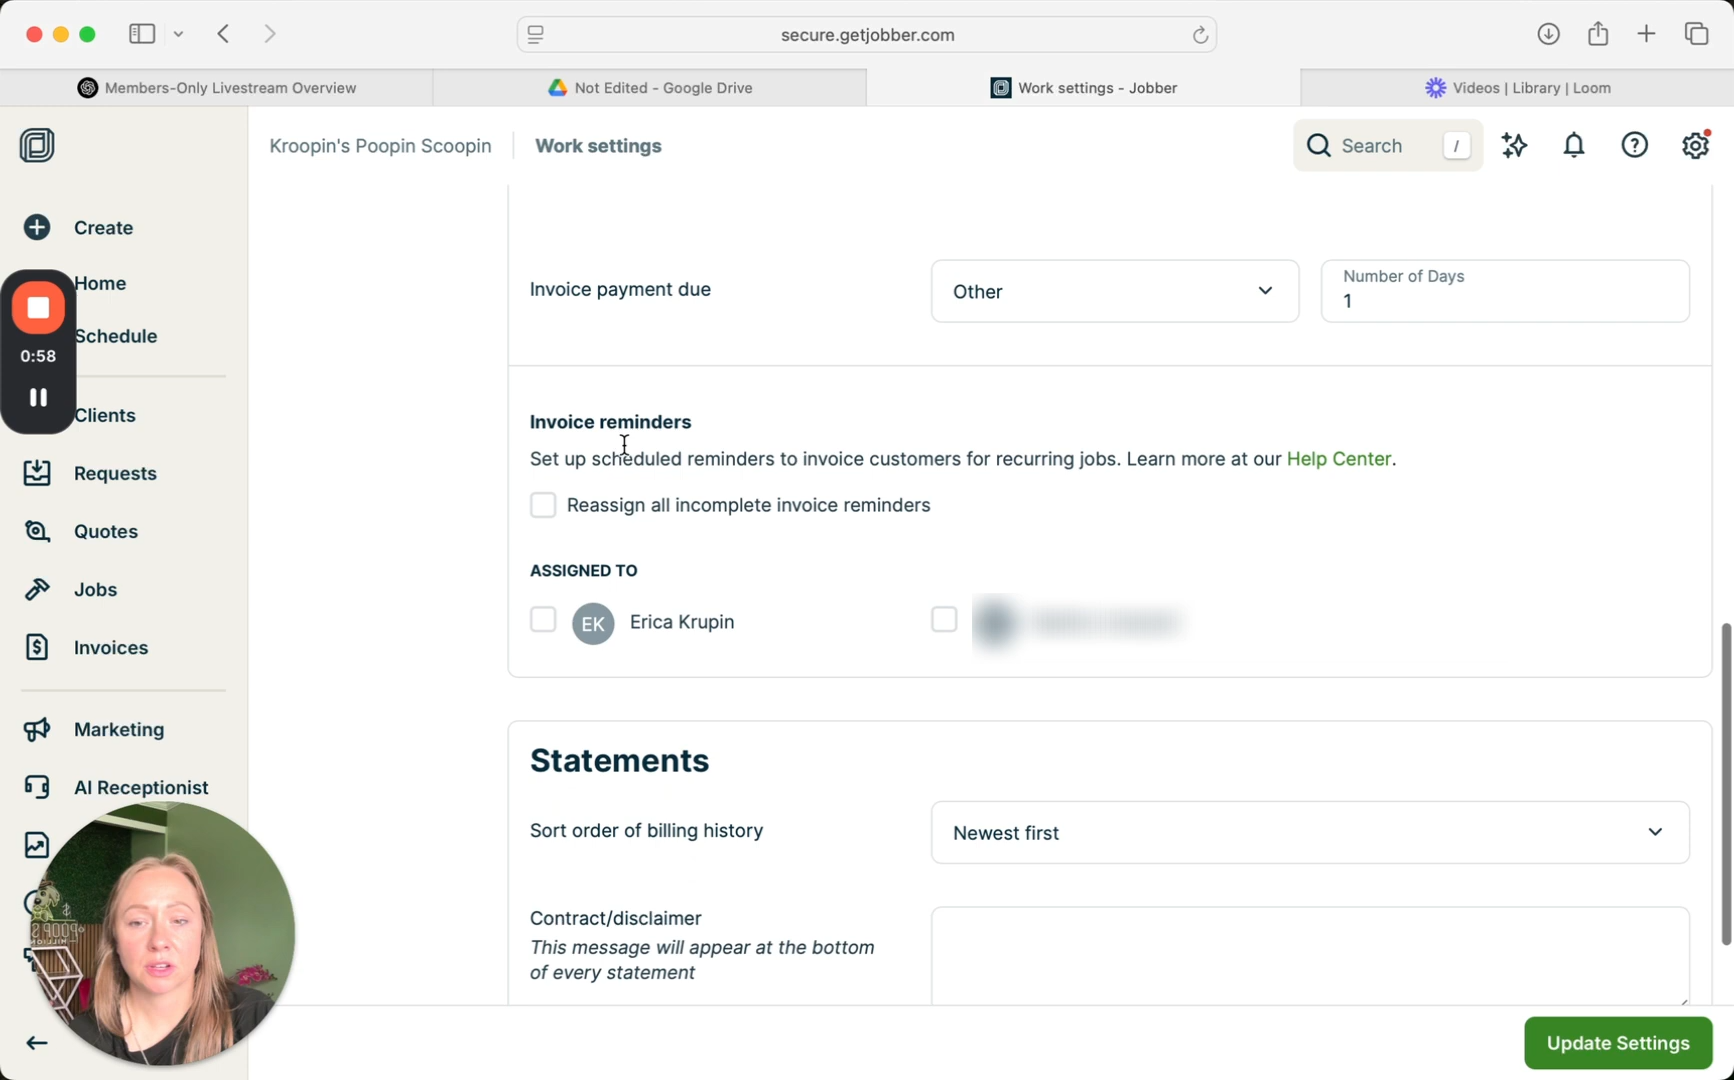 secure.getjobber.com
Members-Only Livestream Overview
Not Edited - Google Drive
Work settings - Jobber
Videos | Library | Loom
Kroopin's Poopin Scoopin
Work settings
Search
/
Create
Home
0:58
Schedule
Clients
Requests
Quotes
Jobs
Invoices
Marketing
AI Receptionist
Invoice payment due
Other
Number of Days
1
Invoice reminders
Set up scheduled reminders to invoice customers for recurring jobs. Learn more at our Help Center.
Reassign all incomplete invoice reminders
ASSIGNED TO
EK
Erica Krupin
Statements
Sort order of billing history
Newest first
Contract/disclaimer
This message will appear at the bottom
of every statement
Update Settings